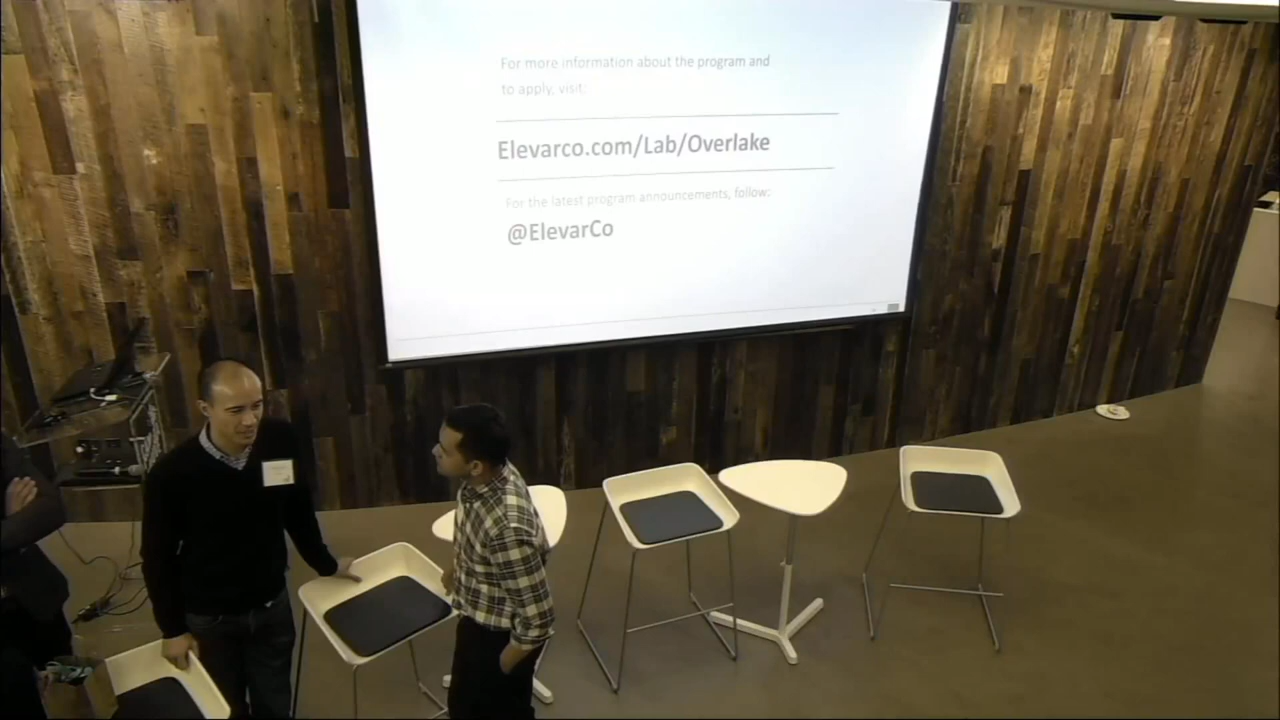 For more information about the program and
to apply, visit:
Elevarco.com/Lab/Overlake
For the latest program announcements, follow:
@ElevarCo